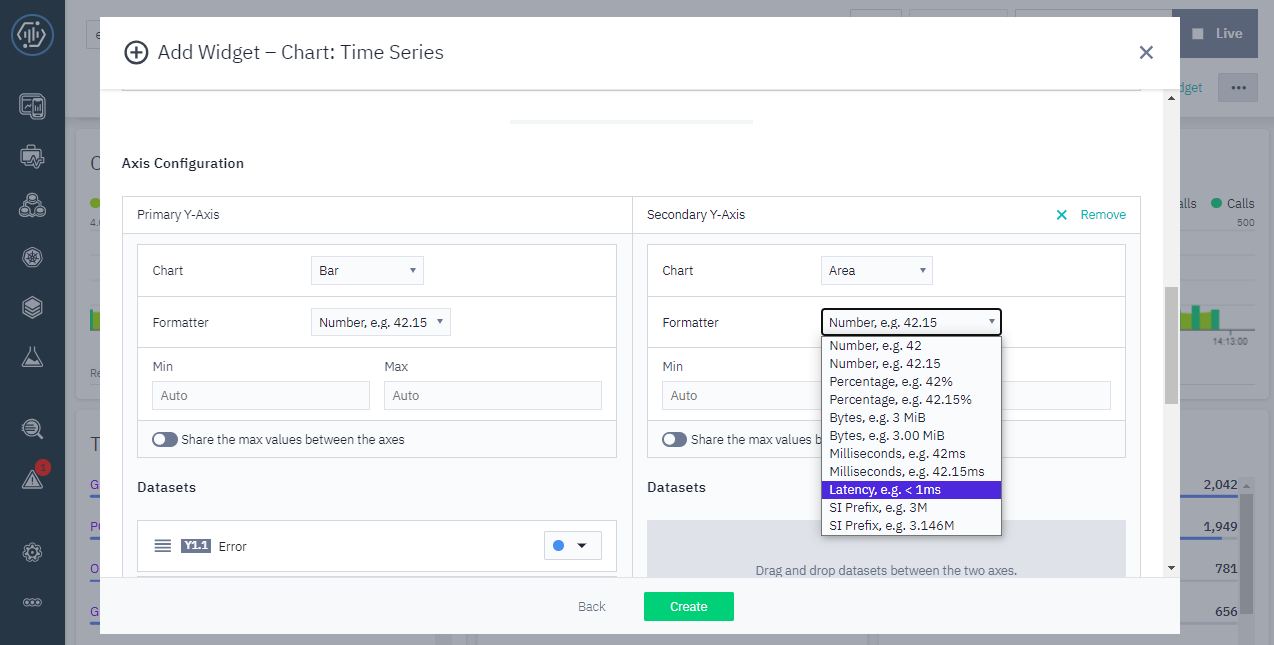 Add Widget – Chart: Time Series
Live
Axis Configuration
Primary Y-Axis
Secondary Y-Axis
Remove
Chart
Bar
Chart
Area
Formatter
Number, e.g. 42.15
Formatter
Number, e.g. 42.15
Number, e.g. 42
Number, e.g. 42.15
Percentage, e.g. 42%
Percentage, e.g. 42.15%
Bytes, e.g. 3 MiB
Bytes, e.g. 3.00 MiB
Milliseconds, e.g. 42ms
Milliseconds, e.g. 42.15ms
Latency, e.g. < 1ms
SI Prefix, e.g. 3M
SI Prefix, e.g. 3.146M
Min
Max
Min
Auto
Auto
Auto
Share the max values between the axes
Share the max values b
Datasets
Datasets
Y1.1 Error
Drag and drop datasets between the two axes.
Back
Create
dget
alls
Calls
500
14:13:00
2,042
1,949
781
656
1